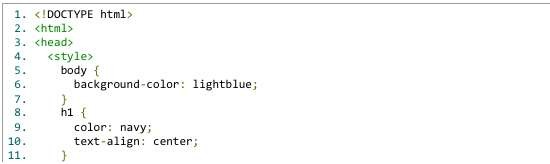 1. <!DOCTYPE html>
2. <html>
3. <head>
4.   <style>
5.     body {
6.       background-color: lightblue;
7.     }
8.     h1 {
9.       color: navy;
10.       text-align: center;
11.     }